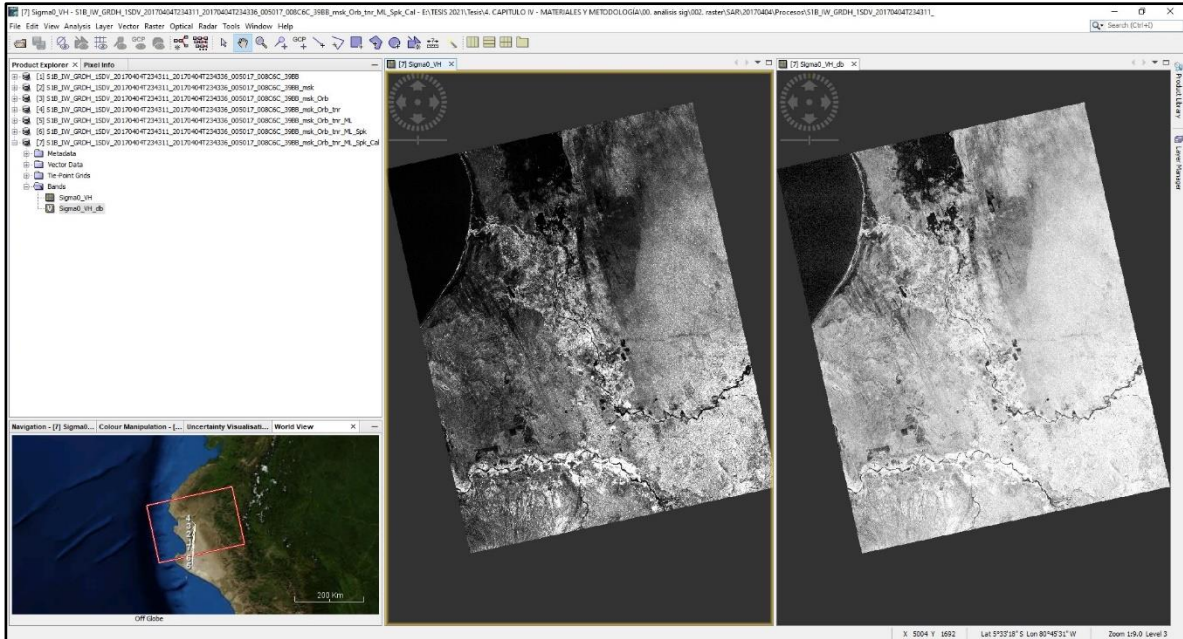 [7] Sigma0_VH - S1B_IW_GRDH_1SDV_20170404T234311_20170404T234336_005017_008C6C_39BB_msk_Orb_tnr_ML_Spk_Cal - E:\TESIS 2021\Tesis\4. CAPITULO IV - MATERIALES Y METODOLOGÍA\00. análisis sig\002. raster\SAR\20170404\Procesos\S1B_IW_GRDH_1SDV_20170404T234311_
File Edit View Analysis Layer Vector Raster Optical Radar Tools Window Help
Search (Ctrl+I)
GCP GCP
Product Explorer Pixel Info
[7] Sigma0_VH
[7] Sigma0_VH_db
[1] S1B_IW_GRDH_1SDV_20170404T234311_20170404T234336_005017_008C6C_39BB
[2] S1B_IW_GRDH_1SDV_20170404T234311_20170404T234336_005017_008C6C_39BB_msk
[3] S1B_IW_GRDH_1SDV_20170404T234311_20170404T234336_005017_008C6C_39BB_msk_Orb
[4] S1B_IW_GRDH_1SDV_20170404T234311_20170404T234336_005017_008C6C_39BB_msk_Orb_tnr
[5] S1B_IW_GRDH_1SDV_20170404T234311_20170404T234336_005017_008C6C_39BB_msk_Orb_tnr_ML
[6] S1B_IW_GRDH_1SDV_20170404T234311_20170404T234336_005017_008C6C_39BB_msk_Orb_tnr_ML_Spk
[7] S1B_IW_GRDH_1SDV_20170404T234311_20170404T234336_005017_008C6C_39BB_msk_Orb_tnr_ML_Spk_Cal
Metadata
Vector Data
Tie-Point Grids
Bands
Sigma0_VH
Sigma0_VH_db
Product Library
Layer Manager
Navigation - [7] Sigma0... Colour Manipulation - [... Uncertainty Visualisati... World View
200 Km
Off Globe
X 5004 Y 1692 Lat 5°33'18" S Lon 80°45'31" W Zoom 1:9.0 Level 3